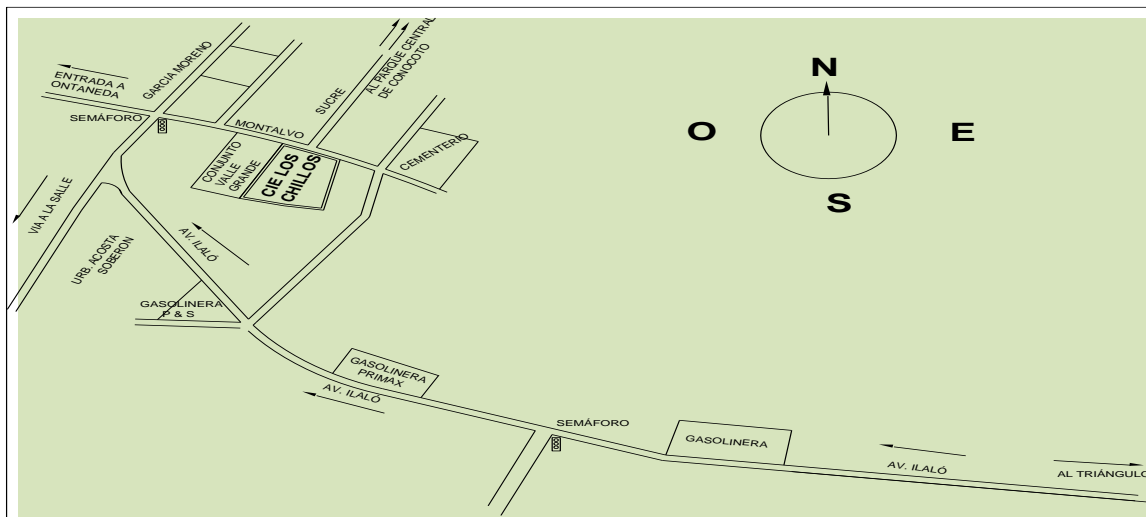 N
O
E
S
AL PARQUE CENTRAL
DE CONOCOTO
SUCRE
GARCIA MORENO
ENTRADA A
ONTANEDA
SEMÁFORO
MONTALVO
CEMENTERIO
CONJUNTO
VALLE
GRANDE
CIE LOS
CHILLOS
VIA A LA SALLE
URB. ACOSTA
SOBERON
AV. ILALÓ
GASOLINERA
P & S
GASOLINERA
PRIMAX
AV. ILALÓ
SEMÁFORO
GASOLINERA
AV. ILALÓ
AL TRIÁNGULO